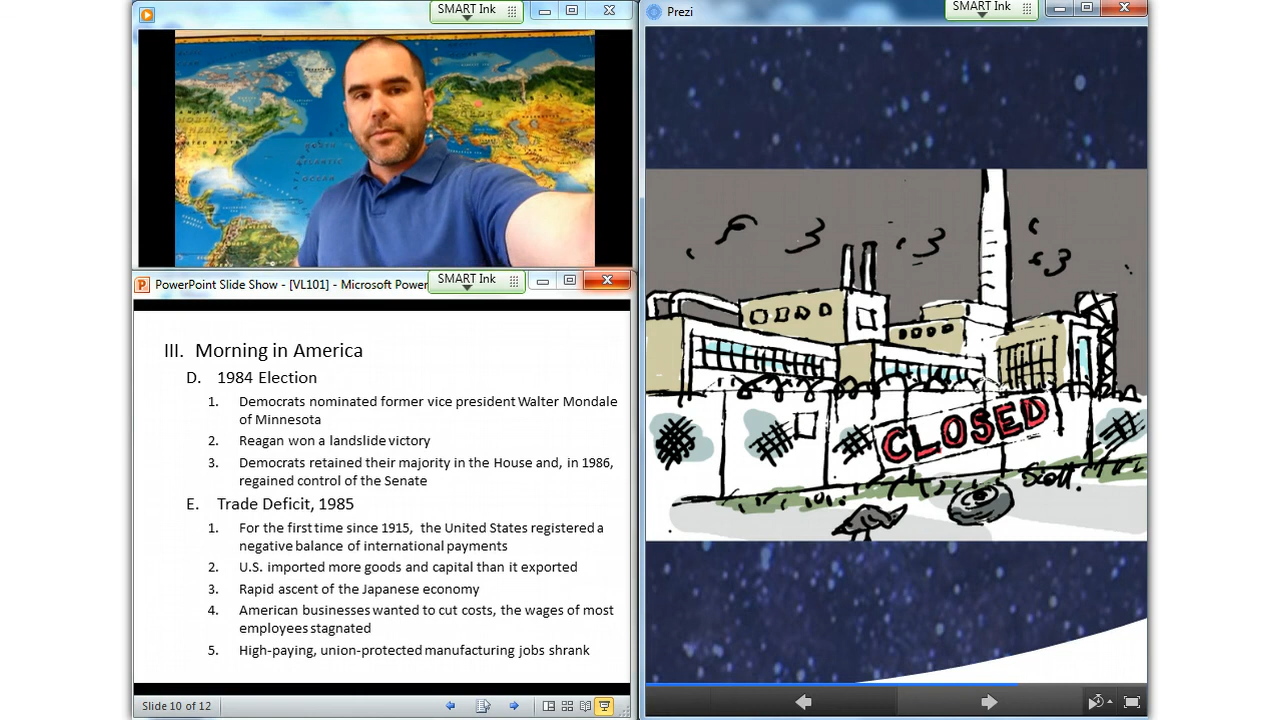 SMART Ink
SMART Ink
Prezi
PowerPoint Slide Show - [VL101] - Microsoft Power
SMART Ink
III. Morning in America
D. 1984 Election
1. Democrats nominated former vice president Walter Mondale
of Minnesota
2. Reagan won a landslide victory
3. Democrats retained their majority in the House and, in 1986,
regained control of the Senate
E. Trade Deficit, 1985
1. For the first time since 1915, the United States registered a
negative balance of international payments
2. U.S. imported more goods and capital than it exported
3. Rapid ascent of the Japanese economy
4. American businesses wanted to cut costs, the wages of most
employees stagnated
5. High-paying, union-protected manufacturing jobs shrank
Slide 10 of 12
CLOSED
Scott.
NORTH
ATLANTIC
OCEAN